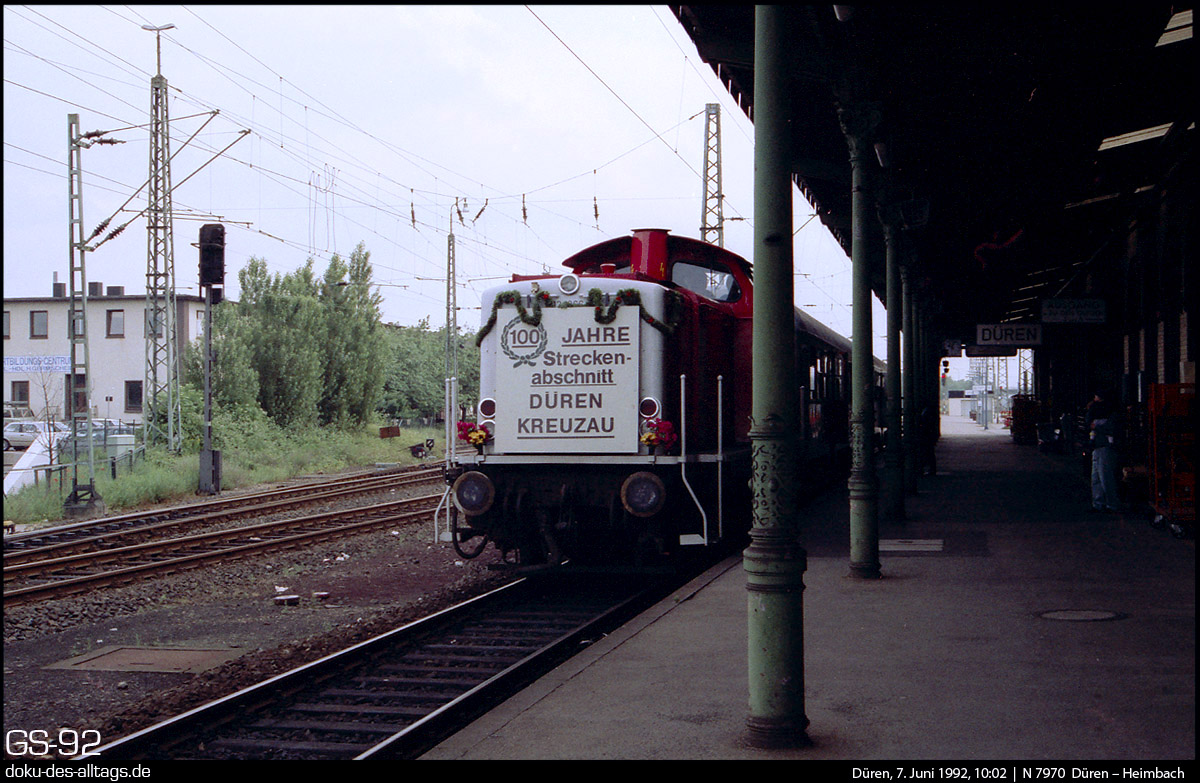 100 JAHRE
Strecken-
abschnitt
DÜREN
KREUZAU
DÜREN
GS-92
doku-des-alltags.de
Düren, 7. Juni 1992, 10:02 | N 7970 Düren – Heimbach